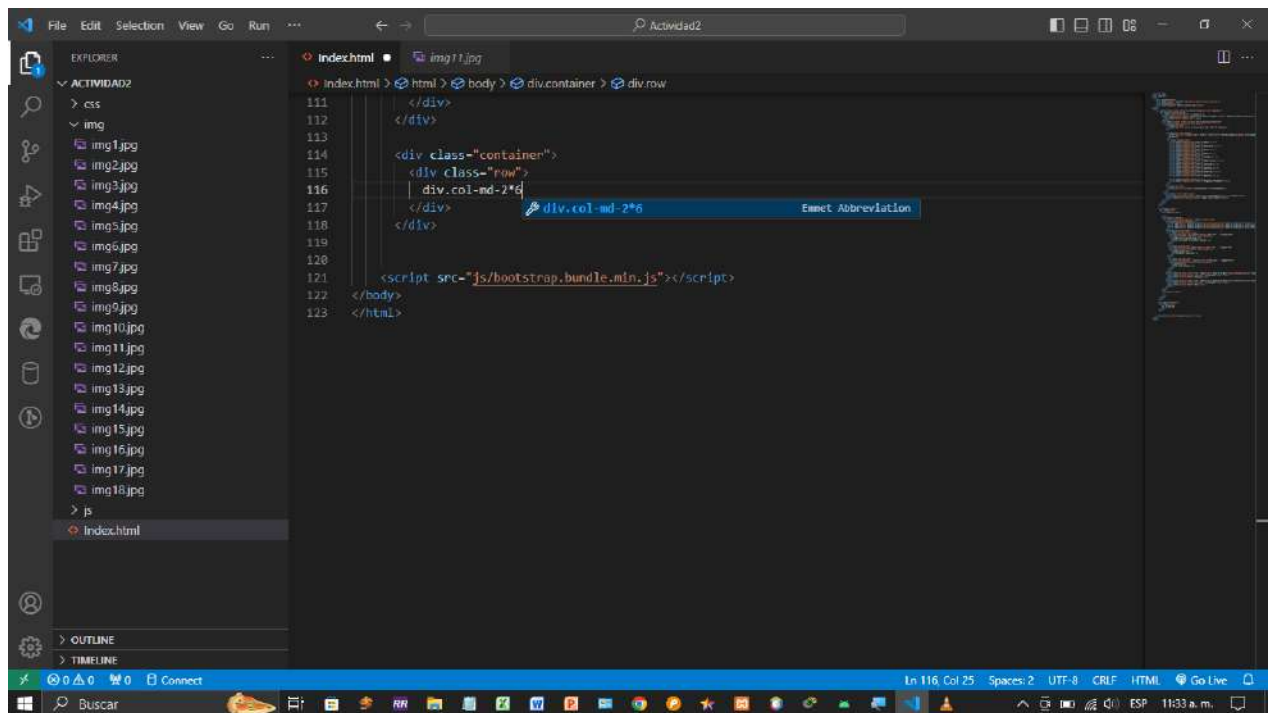 File Edit Selection View Go Run ··· Actividad2
EXPLORER ···
ACTIVIDAD2
css
img
img1.jpg
img2.jpg
img3.jpg
img4.jpg
img5.jpg
img6.jpg
img7.jpg
img8.jpg
img9.jpg
img10.jpg
img11.jpg
img12.jpg
img13.jpg
img14.jpg
img15.jpg
img16.jpg
img17.jpg
img18.jpg
js
Index.html
OUTLINE
TIMELINE
Index.html ● img11.jpg
Index.html > html > body > div.container > div.row
111 </div>
112 </div>
113
114 <div class="container">
115 <div class="row">
116 div.col-md-2*6
div.col-md-2*6 Emmet Abbreviation
117 </div>
118 </div>
119
120
121 <script src="js/bootstrap.bundle.min.js"></script>
122 </body>
123 </html>
0 0 0 Connect Ln 116, Col 25 Spaces: 2 UTF-8 CRLF HTML Go Live
Buscar ESP 11:33 a. m.